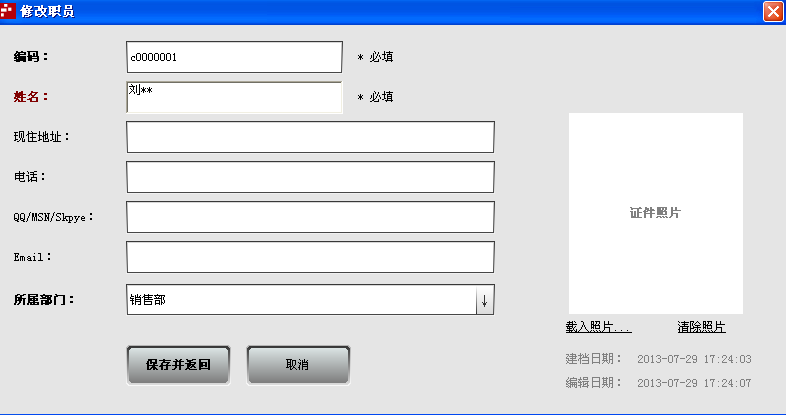 修改职员
编码： c0000001 * 必填
姓名： 刘** * 必填
现住地址：
电话：
QQ/MSN/Skpye：
Email：
所属部门： 销售部 ↓
证件照片
载入照片... 清除照片
保存并返回 取消
建档日期： 2013-07-29 17:24:03
编辑日期： 2013-07-29 17:24:07